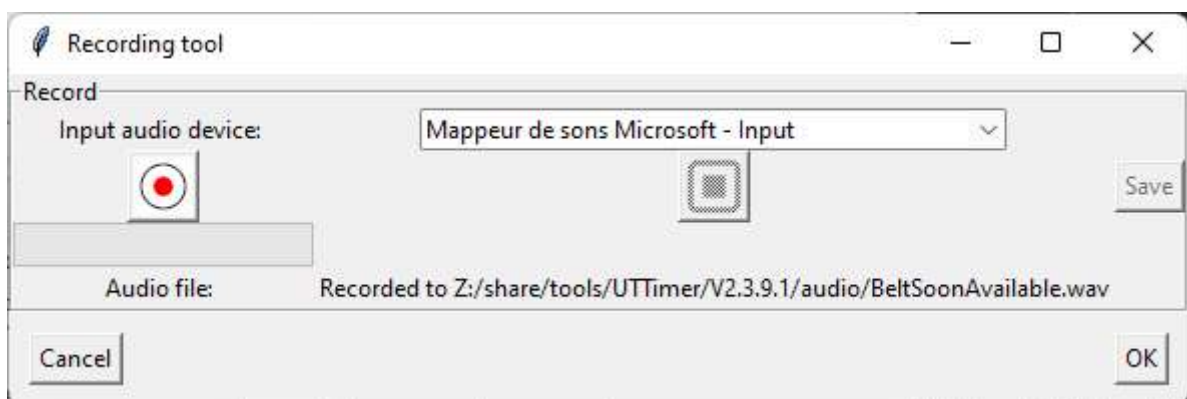 Recording tool
Record
Input audio device:
Mappeur de sons Microsoft - Input
Save
Audio file:
Recorded to Z:/share/tools/UTTimer/V2.3.9.1/audio/BeltSoonAvailable.wav
Cancel
OK